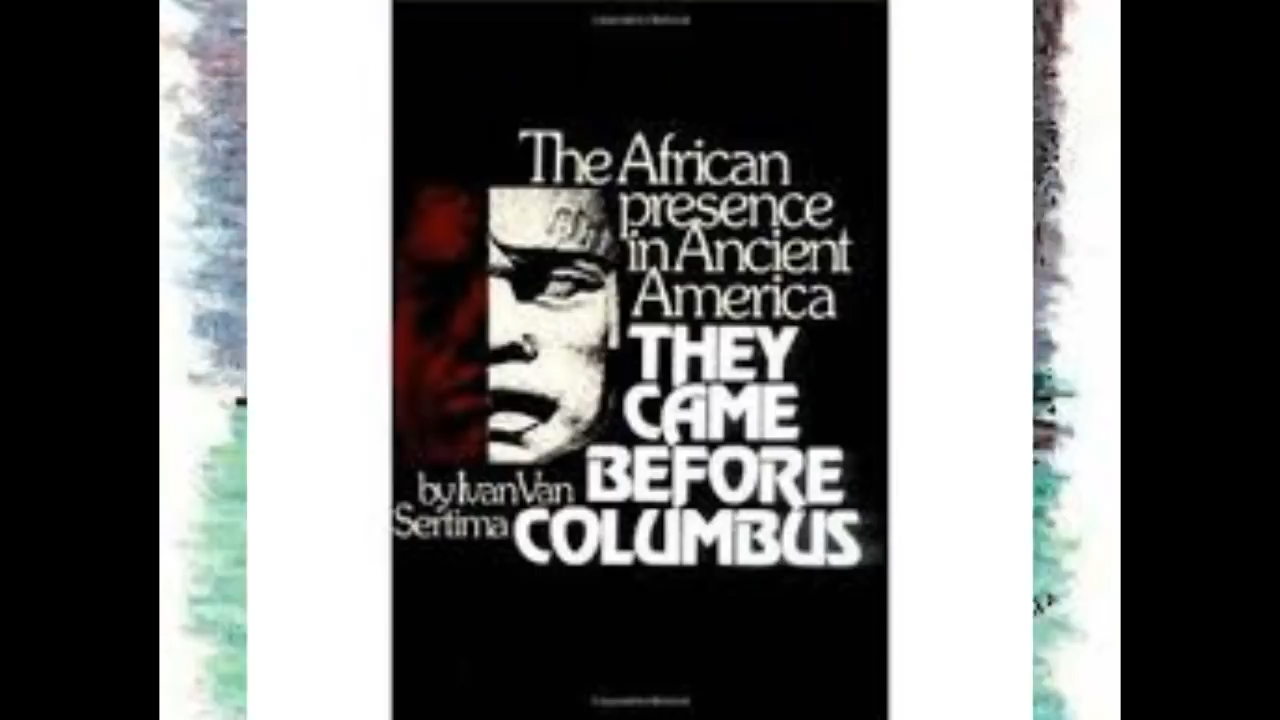 The African
presence
in Ancient
America
THEY
CAME
BEFORE
COLUMBUS
by Ivan Van
Sertima